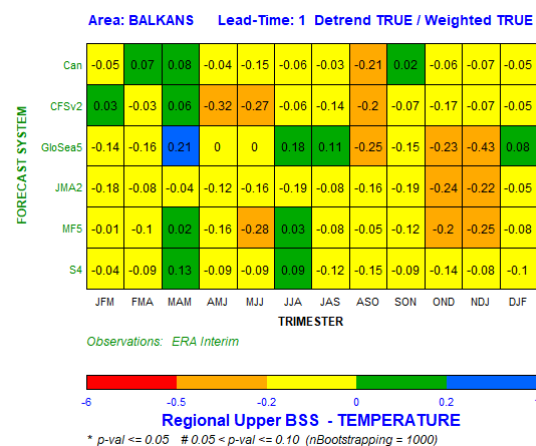 Area: BALKANS Lead-Time: 1 Detrend TRUE / Weighted TRUE
FORECAST SYSTEM
Can -0.05 0.07 0.08 -0.04 -0.15 -0.06 -0.03 -0.21 0.02 -0.06 -0.07 -0.05
CFSv2 0.03 -0.03 0.06 -0.32 -0.27 -0.06 -0.14 -0.2 -0.07 -0.17 -0.07 -0.05
GloSea5 -0.14 -0.16 0.21 0 0 0.18 0.11 -0.25 -0.15 -0.23 -0.43 0.08
JMA2 -0.18 -0.08 -0.04 -0.12 -0.16 -0.19 -0.08 -0.16 -0.19 -0.24 -0.22 -0.05
MF5 -0.01 -0.1 0.02 -0.16 -0.28 0.03 -0.08 -0.05 -0.12 -0.2 -0.25 -0.08
S4 -0.04 -0.09 0.13 -0.09 -0.09 0.09 -0.12 -0.15 -0.09 -0.14 -0.08 -0.1
JFM FMA MAM AMJ MJJ JJA JAS ASO SON OND NDJ DJF
TRIMESTER
Observations: ERA Interim
-6 -0.5 -0.2 0 0.2
Regional Upper BSS - TEMPERATURE
* p-val <= 0.05 # 0.05 < p-val <= 0.10 (nBootstrapping = 1000)